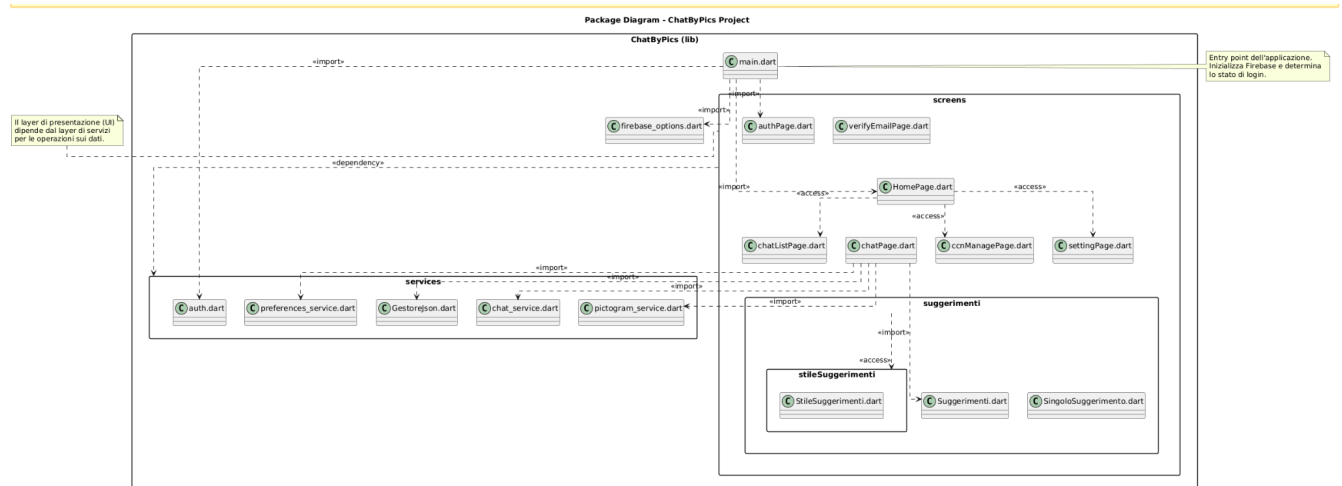 Package Diagram - ChatByPics Project
ChatByPics (lib)
«import»
C main.dart
Entry point dell'applicazione.
Inizializza Firebase e determina
lo stato di login.
«import»
screens
«import»
Il layer di presentazione (UI)
dipende dal layer di servizi
per le operazioni sui dati.
C firebase_options.dart
C authPage.dart
C verifyEmailPage.dart
«dependency»
«import»
C HomePage.dart
«access»
«access»
«access»
C chatListPage.dart
C chatPage.dart
C ccnManagePage.dart
C settingPage.dart
«import»
«import»
services
«import»
C auth.dart
C preferences_service.dart
C GestoreJson.dart
C chat_service.dart
C pictogram_service.dart
«import»
suggerimenti
«import»
«access»
stileSuggerimenti
C StileSuggerimenti.dart
C Suggerimenti.dart
C SingoloSuggerimento.dart